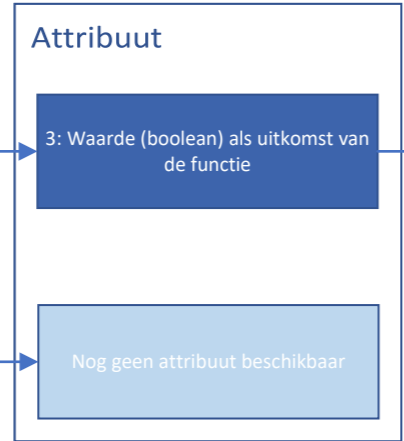 Attribuut
3: Waarde (boolean) als uitkomst van
de functie
Nog geen attribuut beschikbaar